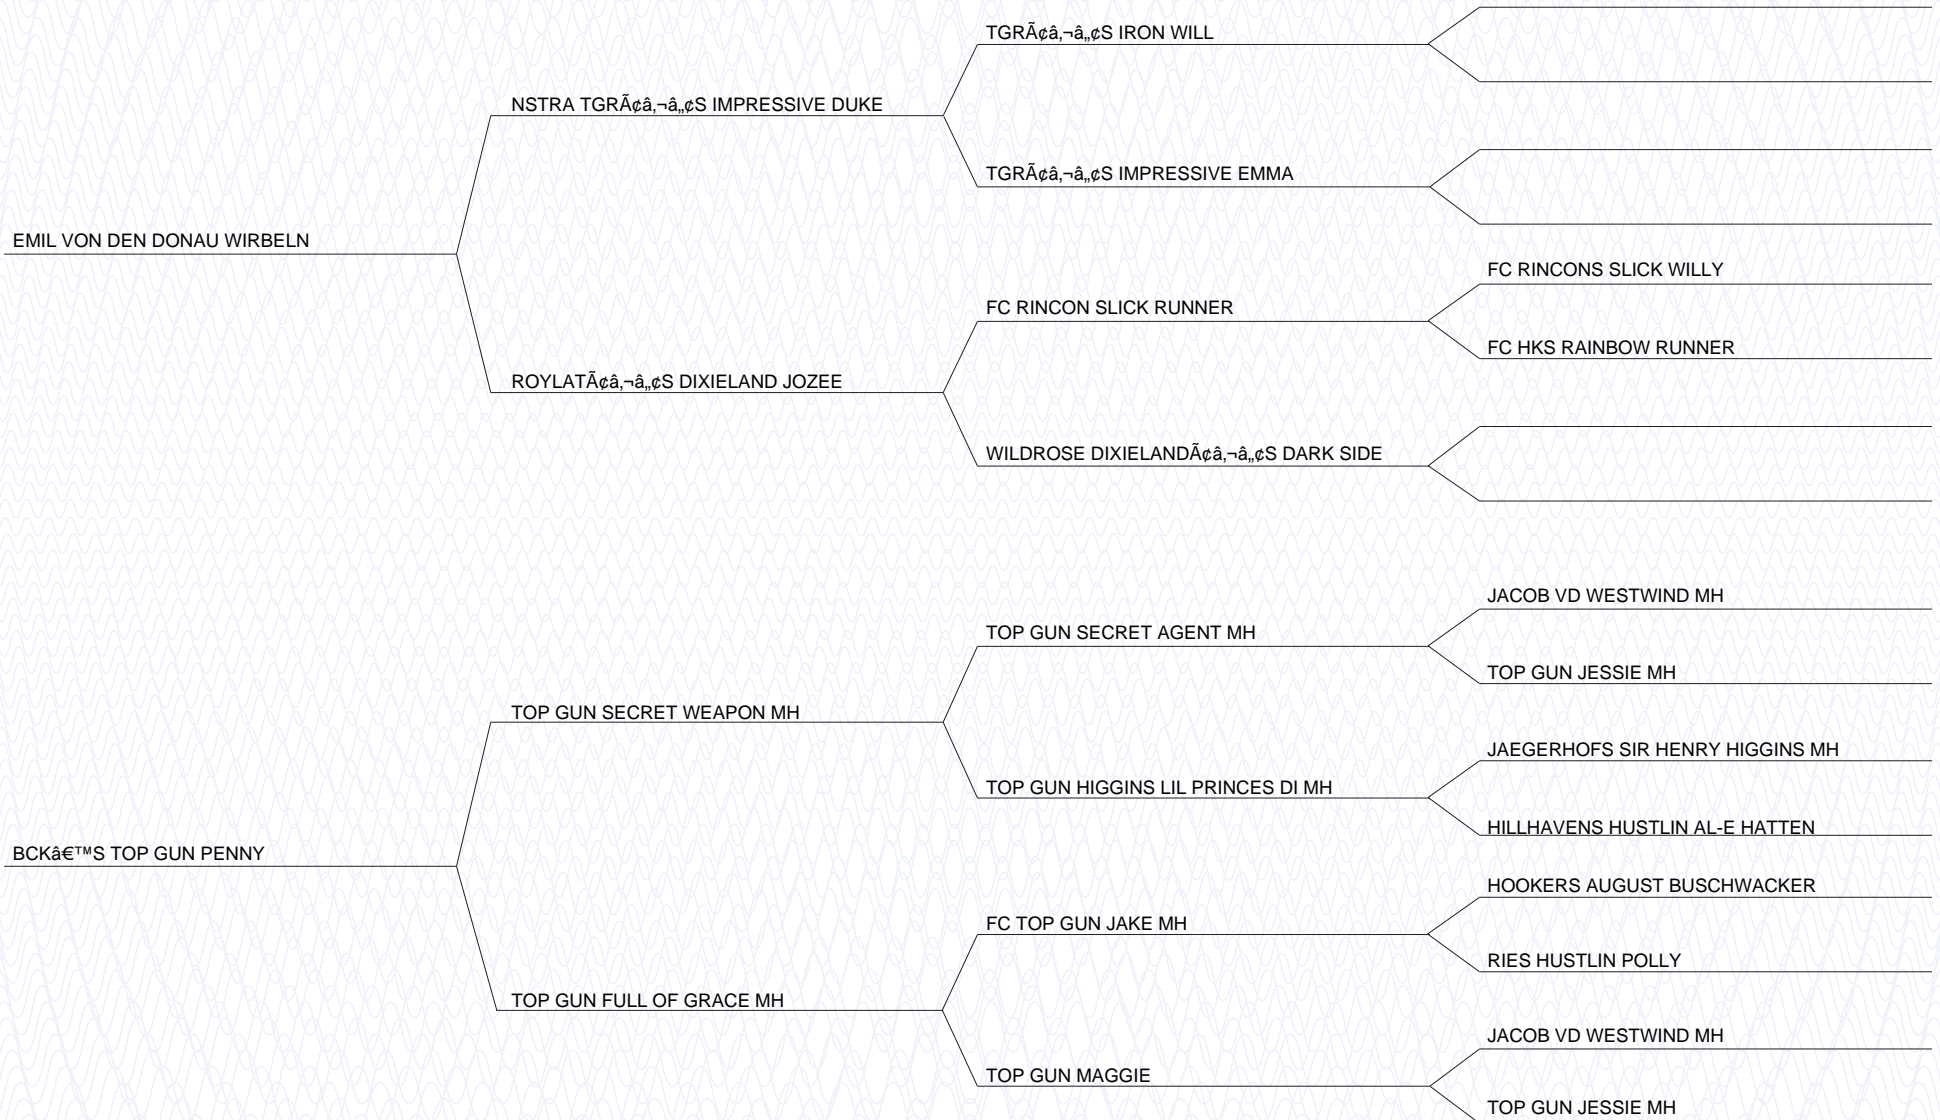 TGRÃ¢â‚¬â„¢S IRON WILL
NSTRA TGRÃ¢â‚¬â„¢S IMPRESSIVE DUKE
TGRÃ¢â‚¬â„¢S IMPRESSIVE EMMA
EMIL VON DEN DONAU WIRBELN
FC RINCONS SLICK WILLY
FC RINCON SLICK RUNNER
FC HKS RAINBOW RUNNER
ROYLATÃ¢â‚¬â„¢S DIXIELAND JOZEE
WILDROSE DIXIELANDÃ¢â‚¬â„¢S DARK SIDE
JACOB VD WESTWIND MH
TOP GUN SECRET AGENT MH
TOP GUN JESSIE MH
TOP GUN SECRET WEAPON MH
JAEGERHOFS SIR HENRY HIGGINS MH
TOP GUN HIGGINS LIL PRINCES DI MH
HILLHAVENS HUSTLIN AL-E HATTEN
BCKâ€™S TOP GUN PENNY
HOOKERS AUGUST BUSCHWACKER
FC TOP GUN JAKE MH
RIES HUSTLIN POLLY
TOP GUN FULL OF GRACE MH
JACOB VD WESTWIND MH
TOP GUN MAGGIE
TOP GUN JESSIE MH